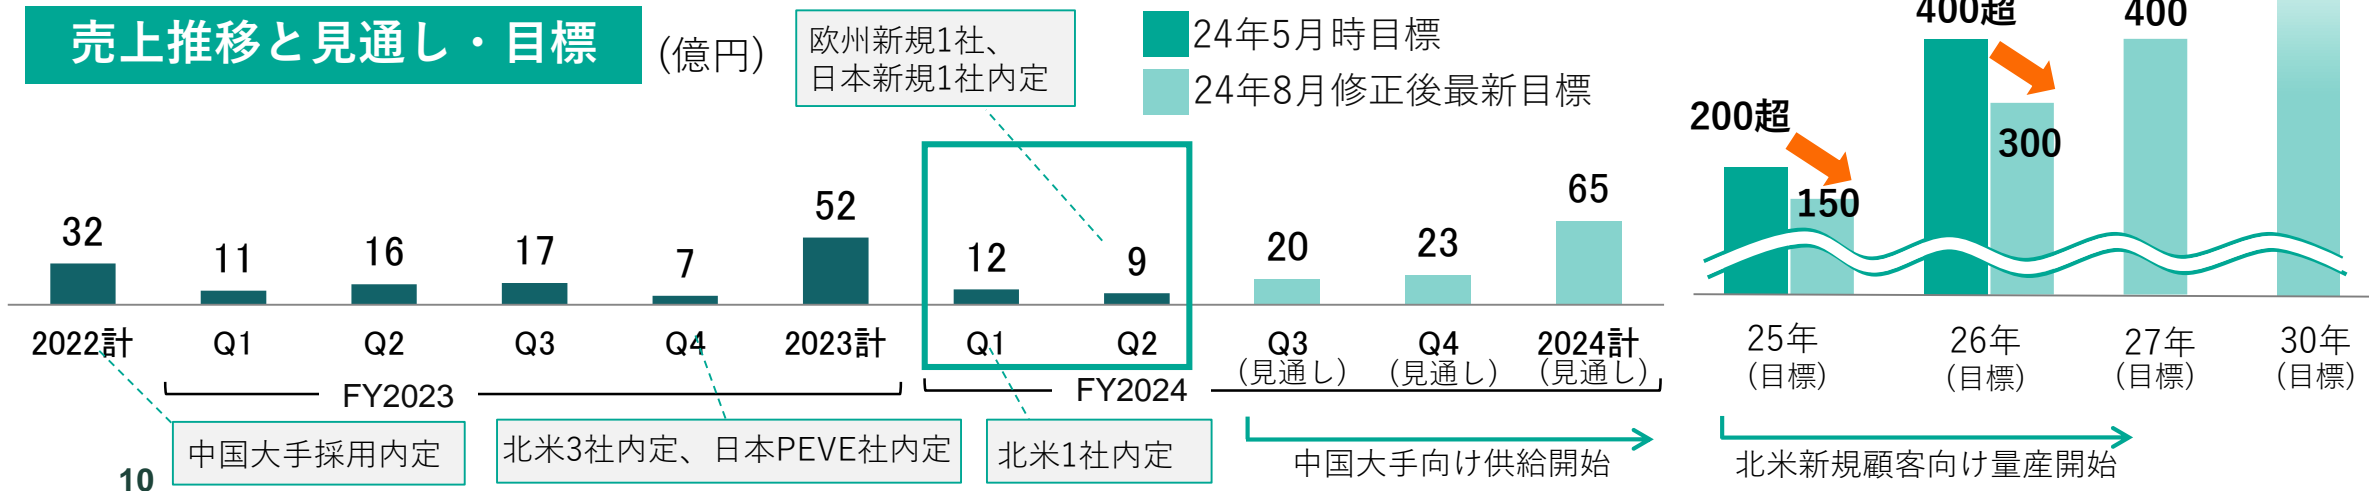 売上推移と見通し・目標
(億円)
欧州新規1社、
日本新規1社内定
24年5月時目標
24年8月修正後最新目標
32
11
16
17
7
52
12
9
20
23
65
200超
150
400超
300
400
2022計
Q1
Q2
Q3
Q4
2023計
Q1
Q2
Q3
(見通し)
Q4
(見通し)
2024計
(見通し)
25年
(目標)
26年
(目標)
27年
(目標)
30年
(目標)
FY2023
FY2024
中国大手採用内定
北米3社内定、日本PEVE社内定
北米1社内定
中国大手向け供給開始
北米新規顧客向け量産開始
10